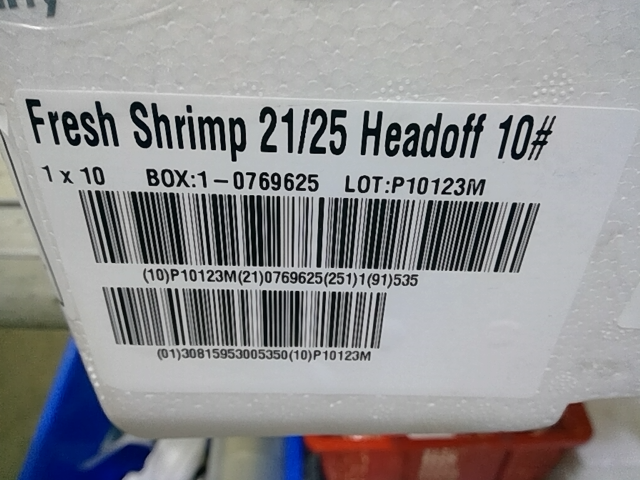 Fresh Shrimp 21/25 Headoff 10#
1 x 10 BOX:1-0769625 LOT:P10123M
(10)P10123M(21)0769625(251)1(91)535
(01)30815953005350(10)P10123M